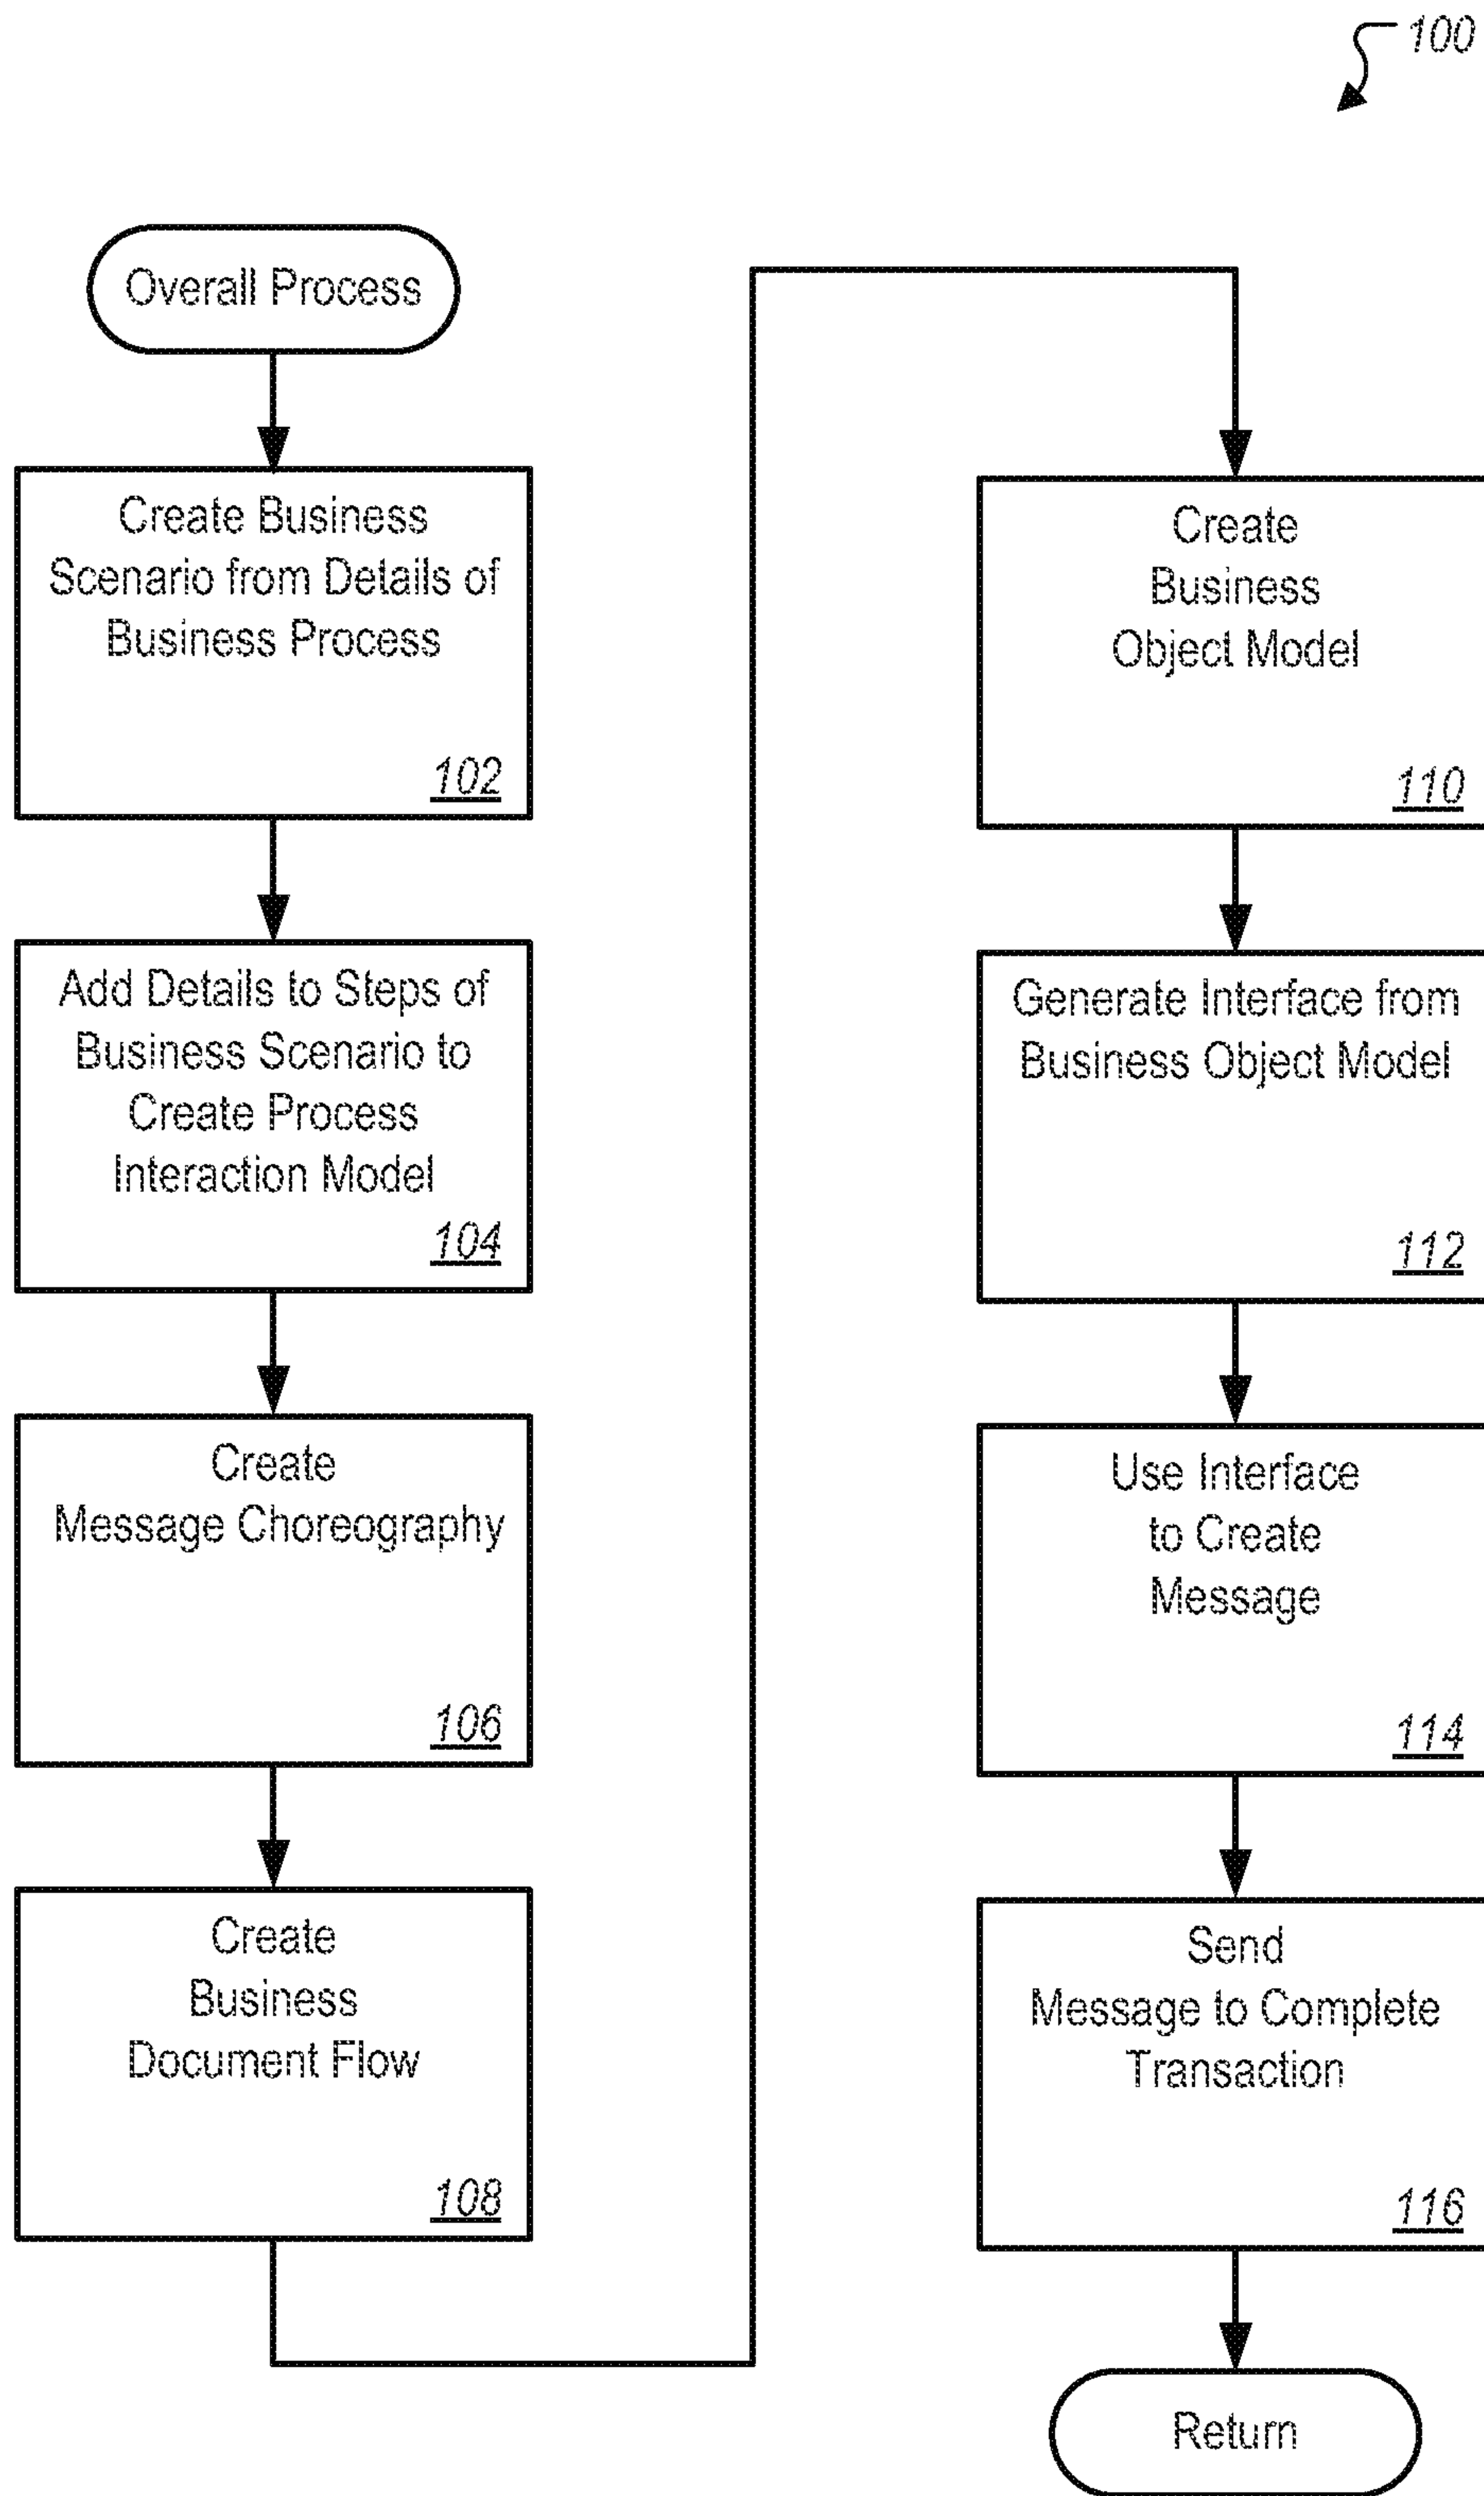 100
Overall Process
Create Business
Scenario from Details of
Business Process
102
Add Details to Steps of
Business Scenario to
Create Process
Interaction Model
104
Create
Message Choreography
106
Create
Business
Document Flow
108
Create
Business
Object Model
110
Generate Interface from
Business Object Model
112
Use Interface
to Create
Message
114
Send
Message to Complete
Transaction
116
Return